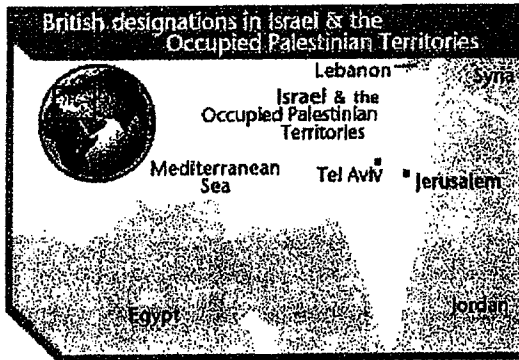 British designations in Israel & the
Occupied Palestinian Territories
Lebanon
Syria
Israel & the
Occupied Palestinian
Territories
Mediterranean
Sea
Tel Aviv
Jerusalem
Egypt
Jordan